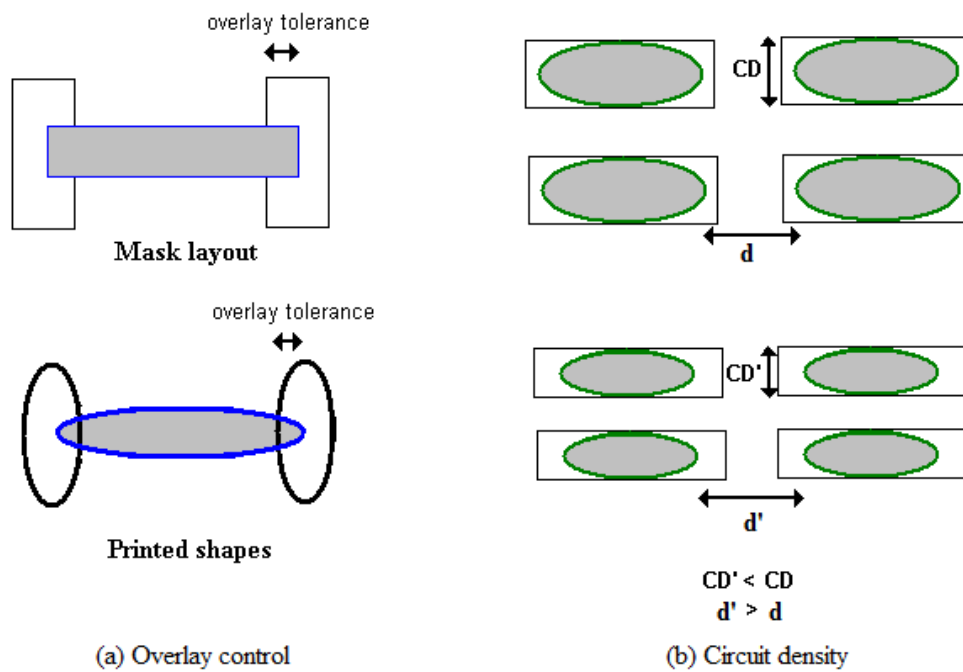 overlay tolerance
Mask layout
overlay tolerance
Printed shapes
(a) Overlay control
CD
d
CD'
d'
CD' < CD
d' > d
(b) Circuit density